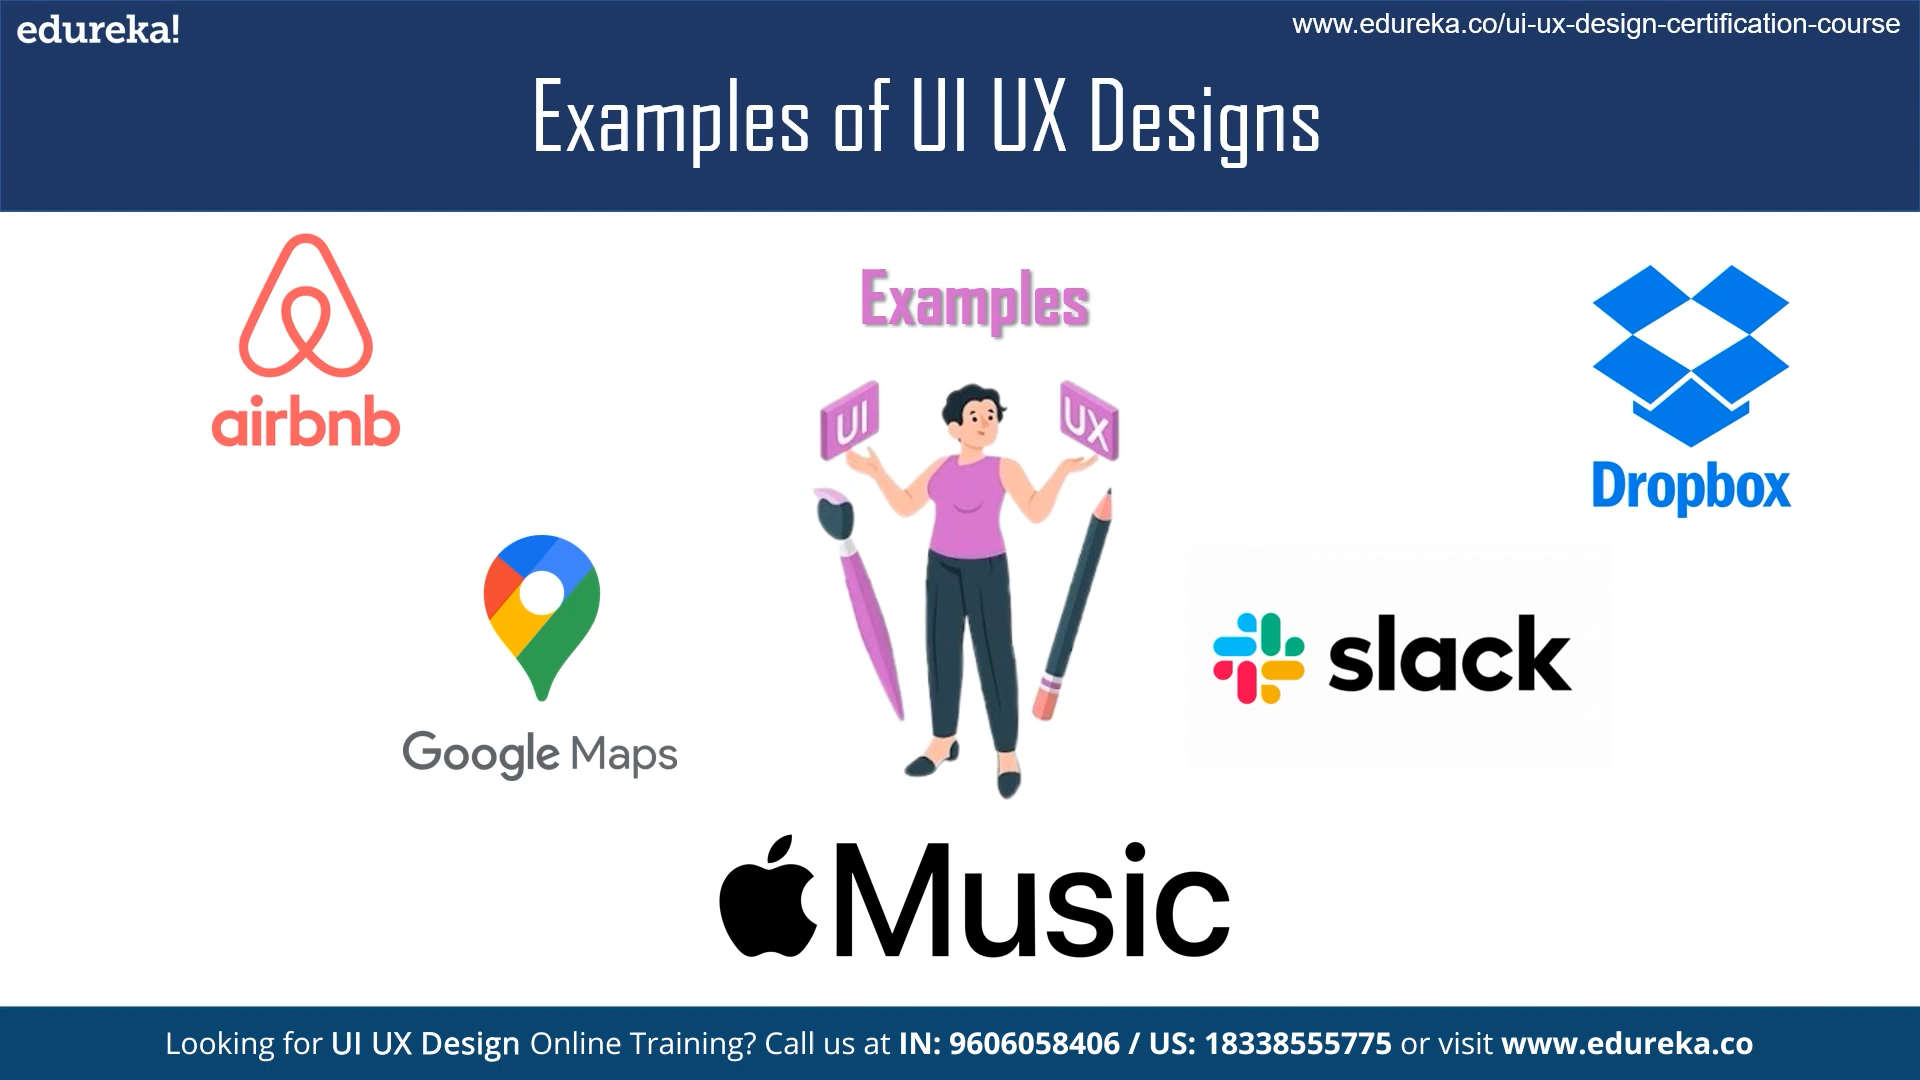 edureka!
www.edureka.co/ui-ux-design-certification-course
Examples of UI UX Designs
airbnb
Examples
UI
UX
Dropbox
Google Maps
slack
Music
Looking for UI UX Design Online Training? Call us at IN: 9606058406 / US: 18338555775 or visit www.edureka.co